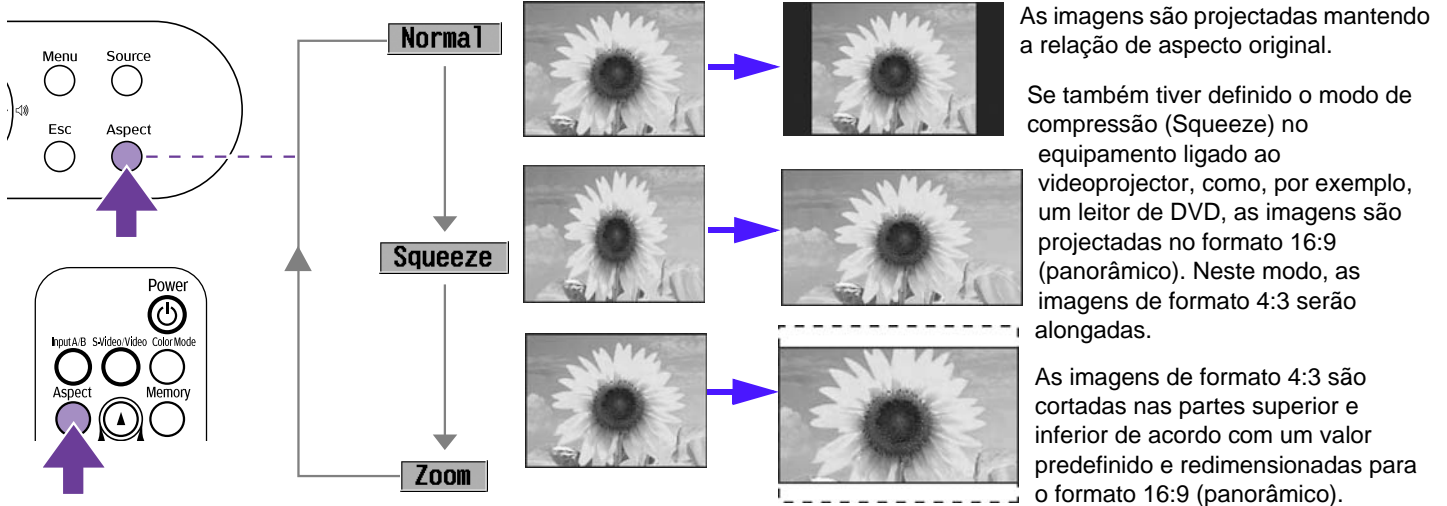 Menu
Source
Esc
Aspect
Power
Input A/B
S-Video/Video
Color Mode
Aspect
Memory
Normal
Squeeze
Zoom
As imagens são projectadas mantendo
a relação de aspecto original.
Se também tiver definido o modo de
compressão (Squeeze) no
equipamento ligado ao
videoprojector, como, por exemplo,
um leitor de DVD, as imagens são
projectadas no formato 16:9
(panorâmico). Neste modo, as
imagens de formato 4:3 serão
alongadas.
As imagens de formato 4:3 são
cortadas nas partes superior e
inferior de acordo com um valor
predefinido e redimensionadas para
o formato 16:9 (panorâmico).